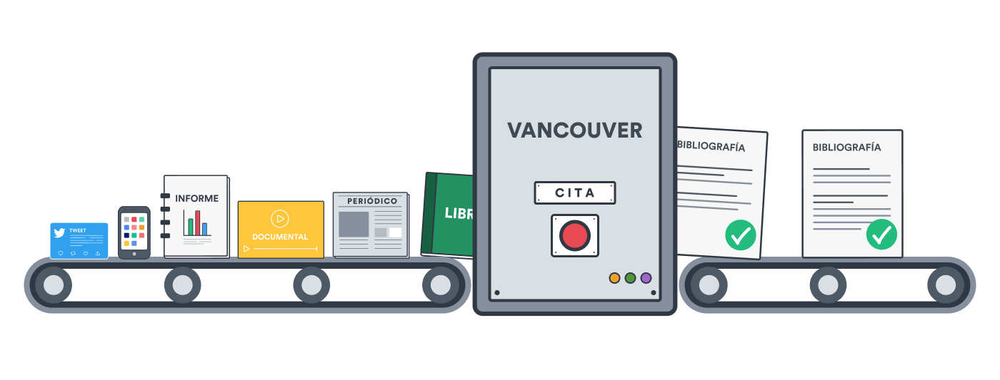 TWEET
INFORME
DOCUMENTAL
PERIÓDICO
LIBR
VANCOUVER
CITA
BIBLIOGRAFÍA
BIBLIOGRAFÍA